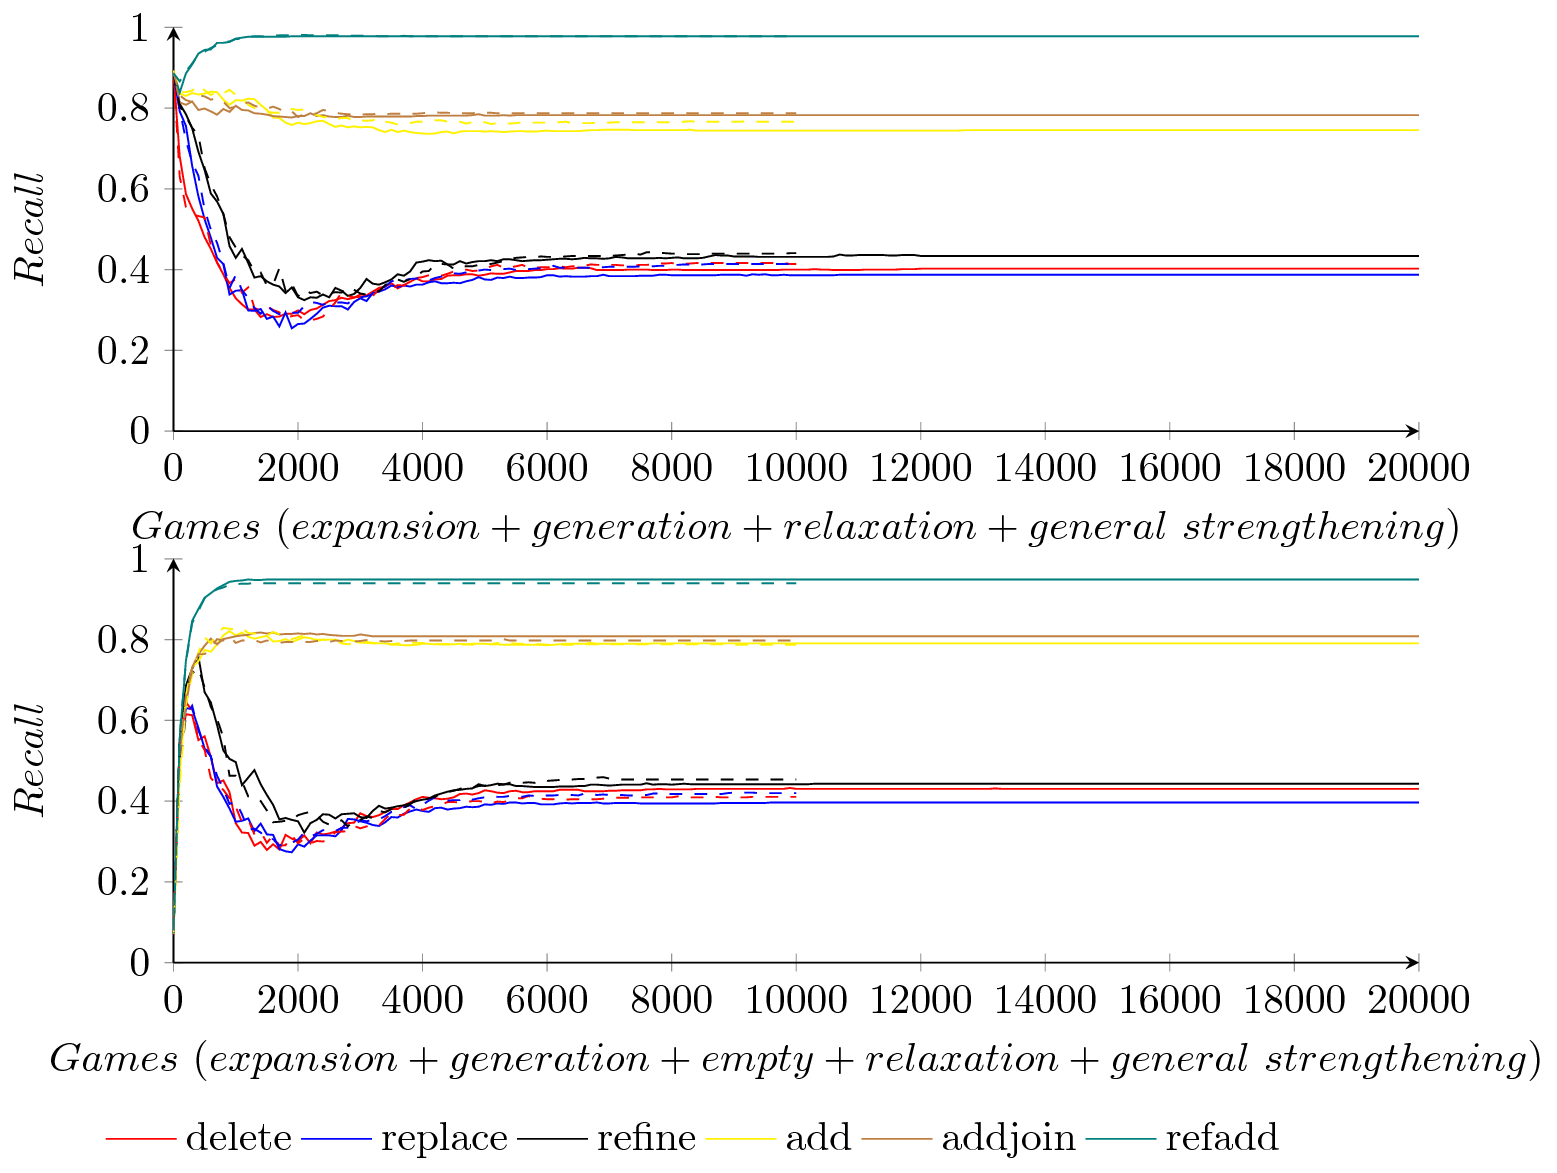 1
0.8
0.6
0.4
0.2
0
Recall
0 2000 4000 6000 8000 10000 12000 14000 16000 18000 20000
Games (expansion + generation + relaxation + general strengthening)
1
0.8
0.6
0.4
0.2
0
Recall
0 2000 4000 6000 8000 10000 12000 14000 16000 18000 20000
Games (expansion + generation + empty + relaxation + general strengthening)
delete replace refine add addjoin refadd